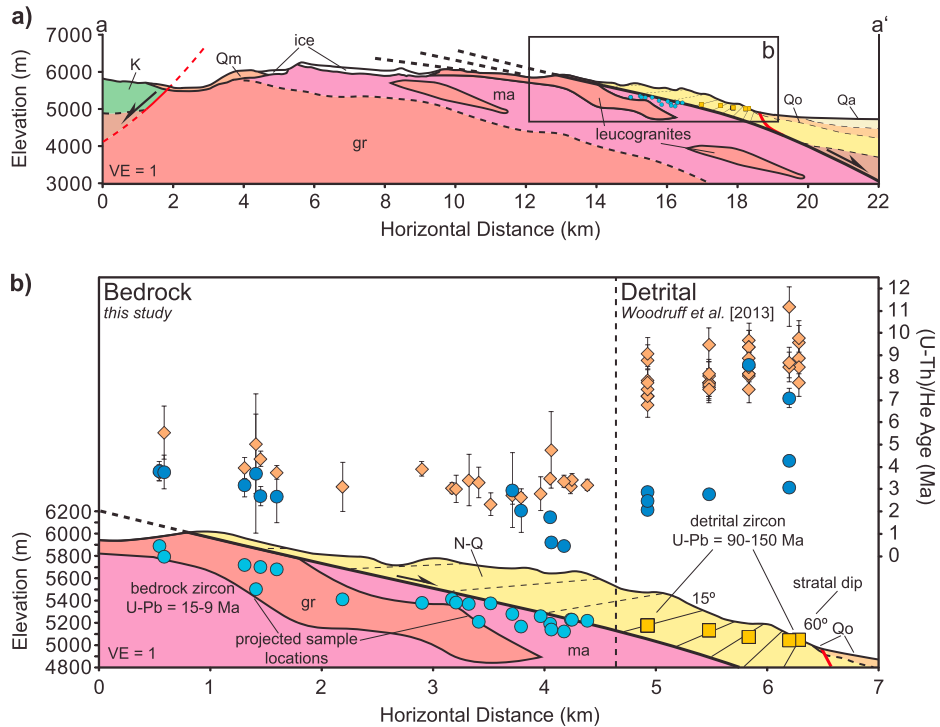 a)
a
a‘
7000
6000
5000
4000
3000
Elevation (m)
K
Qm
ice
b
ma
Qo
Qa
leucogranites
gr
VE = 1
0 2 4 6 8 10 12 14 16 18 20 22
Horizontal Distance (km)
b)
Bedrock
this study
Detrital
Woodruff et al. [2013]
12
11
10
9
8
7
6
5
4
3
2
1
0
(U-Th)/He Age (Ma)
6200
6000
5800
5600
5400
5200
5000
4800
Elevation (m)
N-Q
detrital zircon
U-Pb = 90-150 Ma
bedrock zircon
U-Pb = 15-9 Ma
gr
15º
stratal dip
60º
Qo
projected sample
locations
ma
VE = 1
0 1 2 3 4 5 6 7
Horizontal Distance (km)